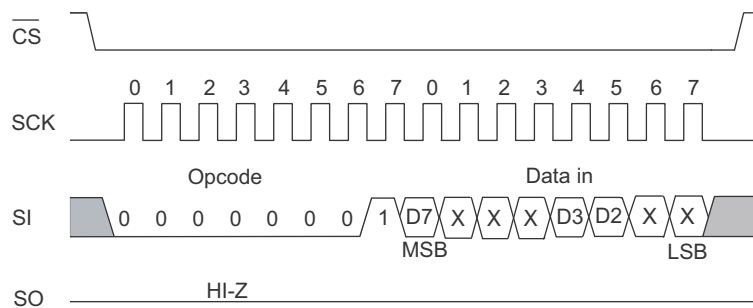 CS
0 1 2 3 4 5 6 7 0 1 2 3 4 5 6 7
SCK
Opcode Data in
SI 0 0 0 0 0 0 0 1 D7 X X X D3 D2 X X
MSB LSB
HI-Z
SO